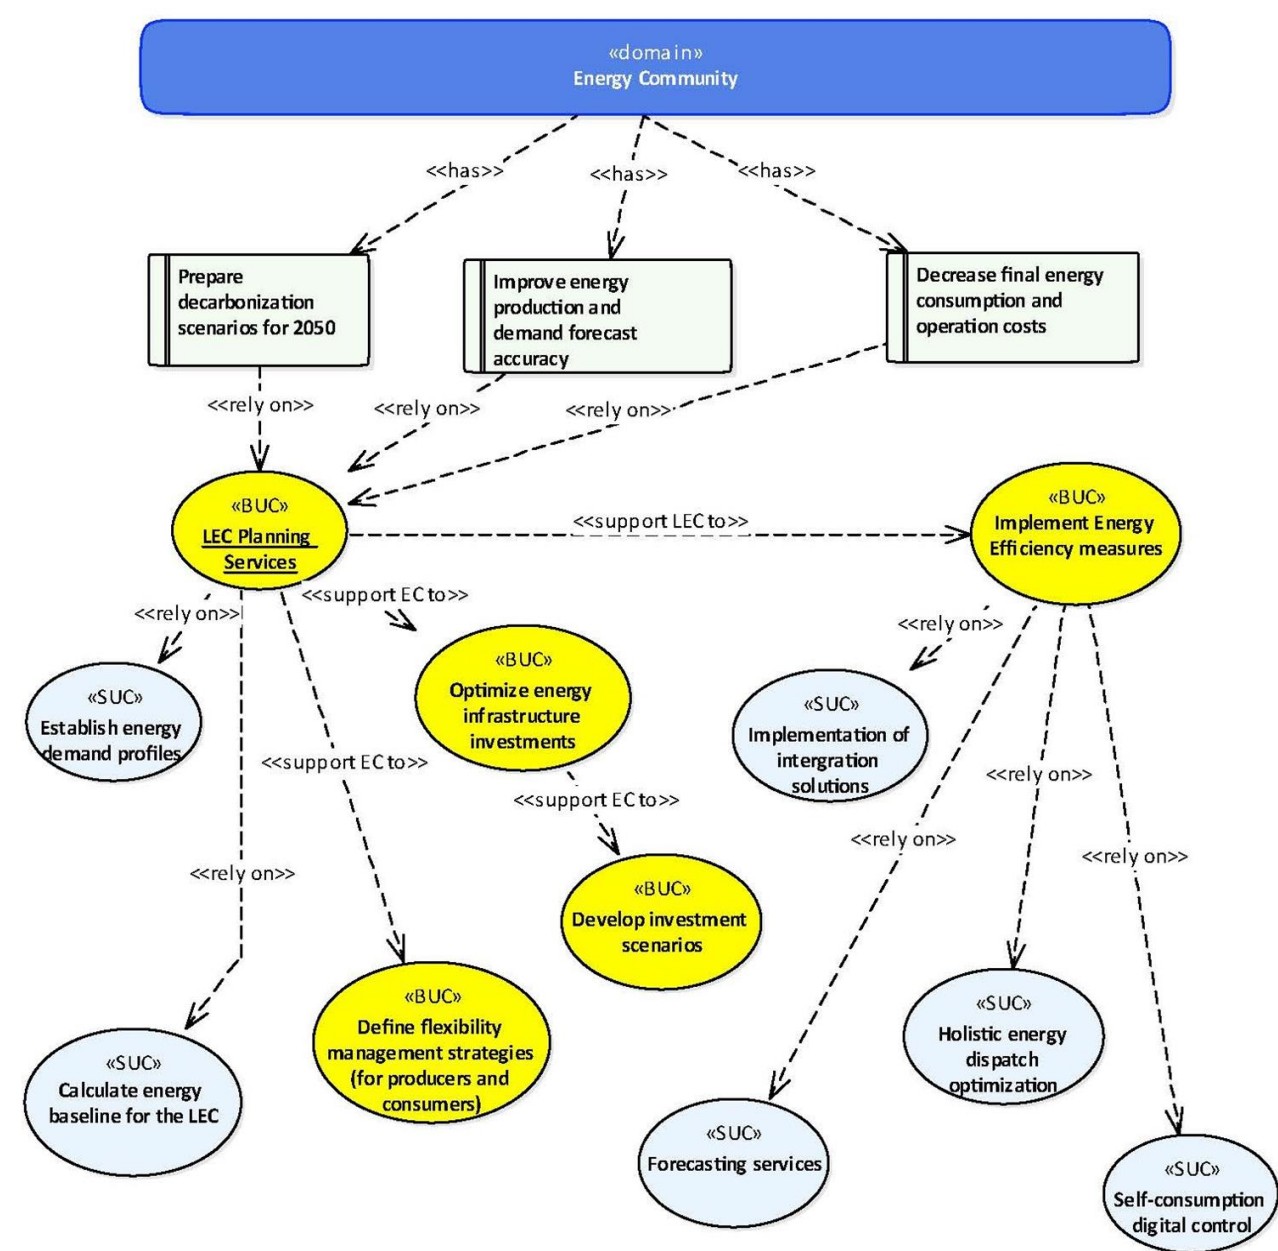 «domain»
Energy Community
<<has>>
<<has>>
<<has>>
Prepare
decarbonization
scenarios for 2050
Improve energy
production and
demand forecast
accuracy
Decrease final energy
consumption and
operation costs
<<rely on>>
<<rely on>>
<<rely on>>
«BUC»
LEC Planning
Services
<<support LEC to>>
«BUC»
Implement Energy
Efficiency measures
<<rely on>>
<<support EC to>>
<<rely on>>
«SUC»
Establish energy
demand profiles
«BUC»
Optimize energy
infrastructure
investments
«SUC»
Implementation of
intergration
solutions
<<support EC to>>
<<support EC to>>
<<rely on>>
<<rely on>>
<<rely on>>
<<rely on>>
«BUC»
Develop investment
scenarios
«BUC»
Define flexibility
management strategies
(for producers and
consumers)
«SUC»
Holistic energy
dispatch
optimization
«SUC»
Calculate energy
baseline for the LEC
«SUC»
Forecasting services
«SUC»
Self-consumption
digital control